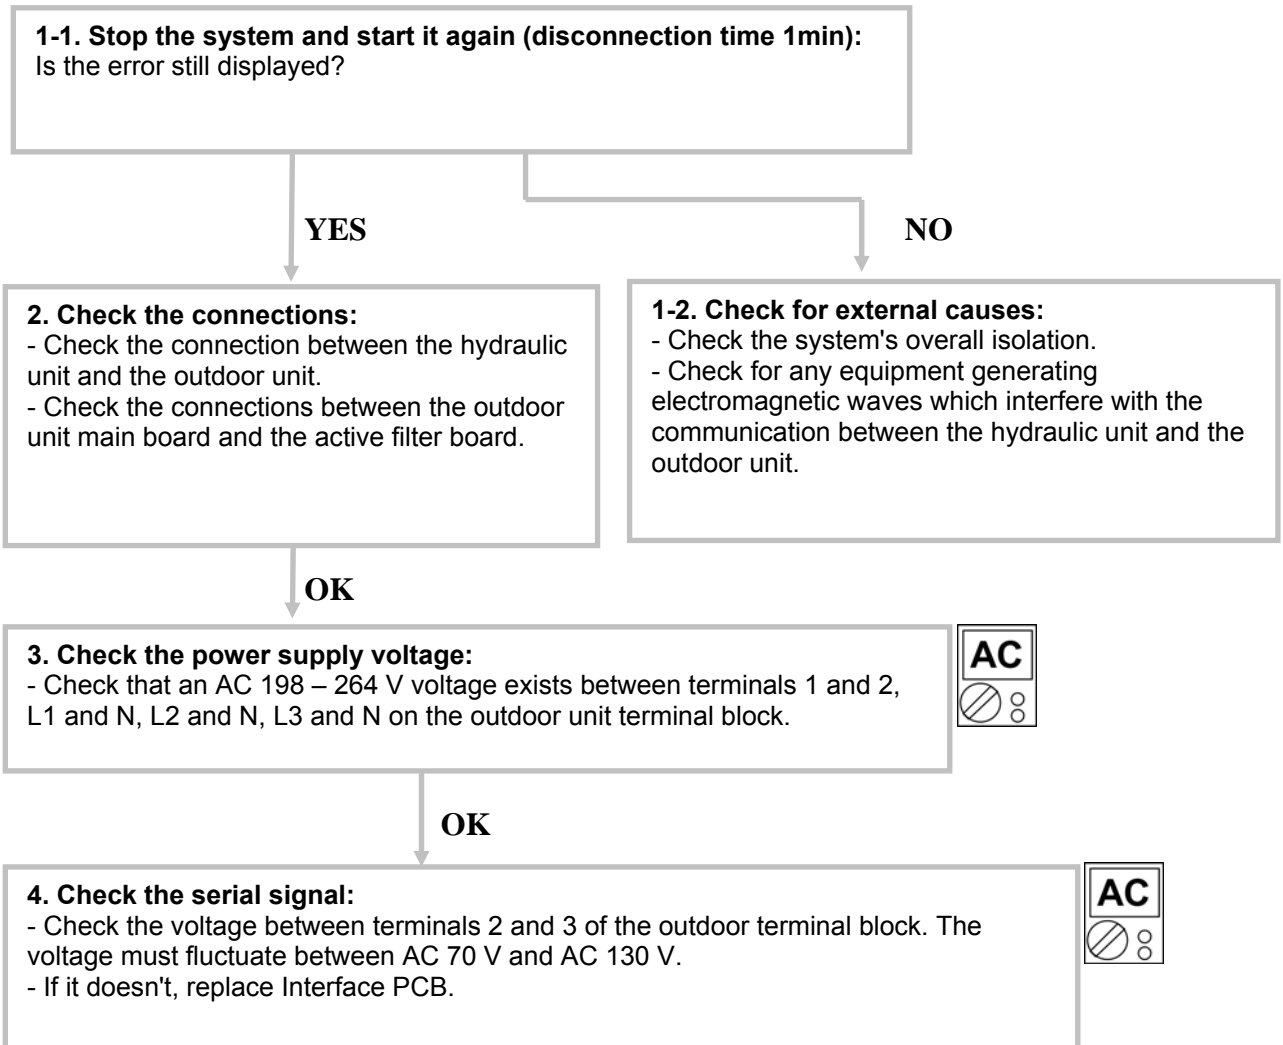 1-1. Stop the system and start it again (disconnection time 1min):
Is the error still displayed?
YES
NO
2. Check the connections:
- Check the connection between the hydraulic
unit and the outdoor unit.
- Check the connections between the outdoor
unit main board and the active filter board.
1-2. Check for external causes:
- Check the system's overall isolation.
- Check for any equipment generating
electromagnetic waves which interfere with the
communication between the hydraulic unit and the
outdoor unit.
OK
3. Check the power supply voltage:
- Check that an AC 198 – 264 V voltage exists between terminals 1 and 2,
L1 and N, L2 and N, L3 and N on the outdoor unit terminal block.
AC
OK
4. Check the serial signal:
- Check the voltage between terminals 2 and 3 of the outdoor terminal block. The
voltage must fluctuate between AC 70 V and AC 130 V.
- If it doesn't, replace Interface PCB.
AC